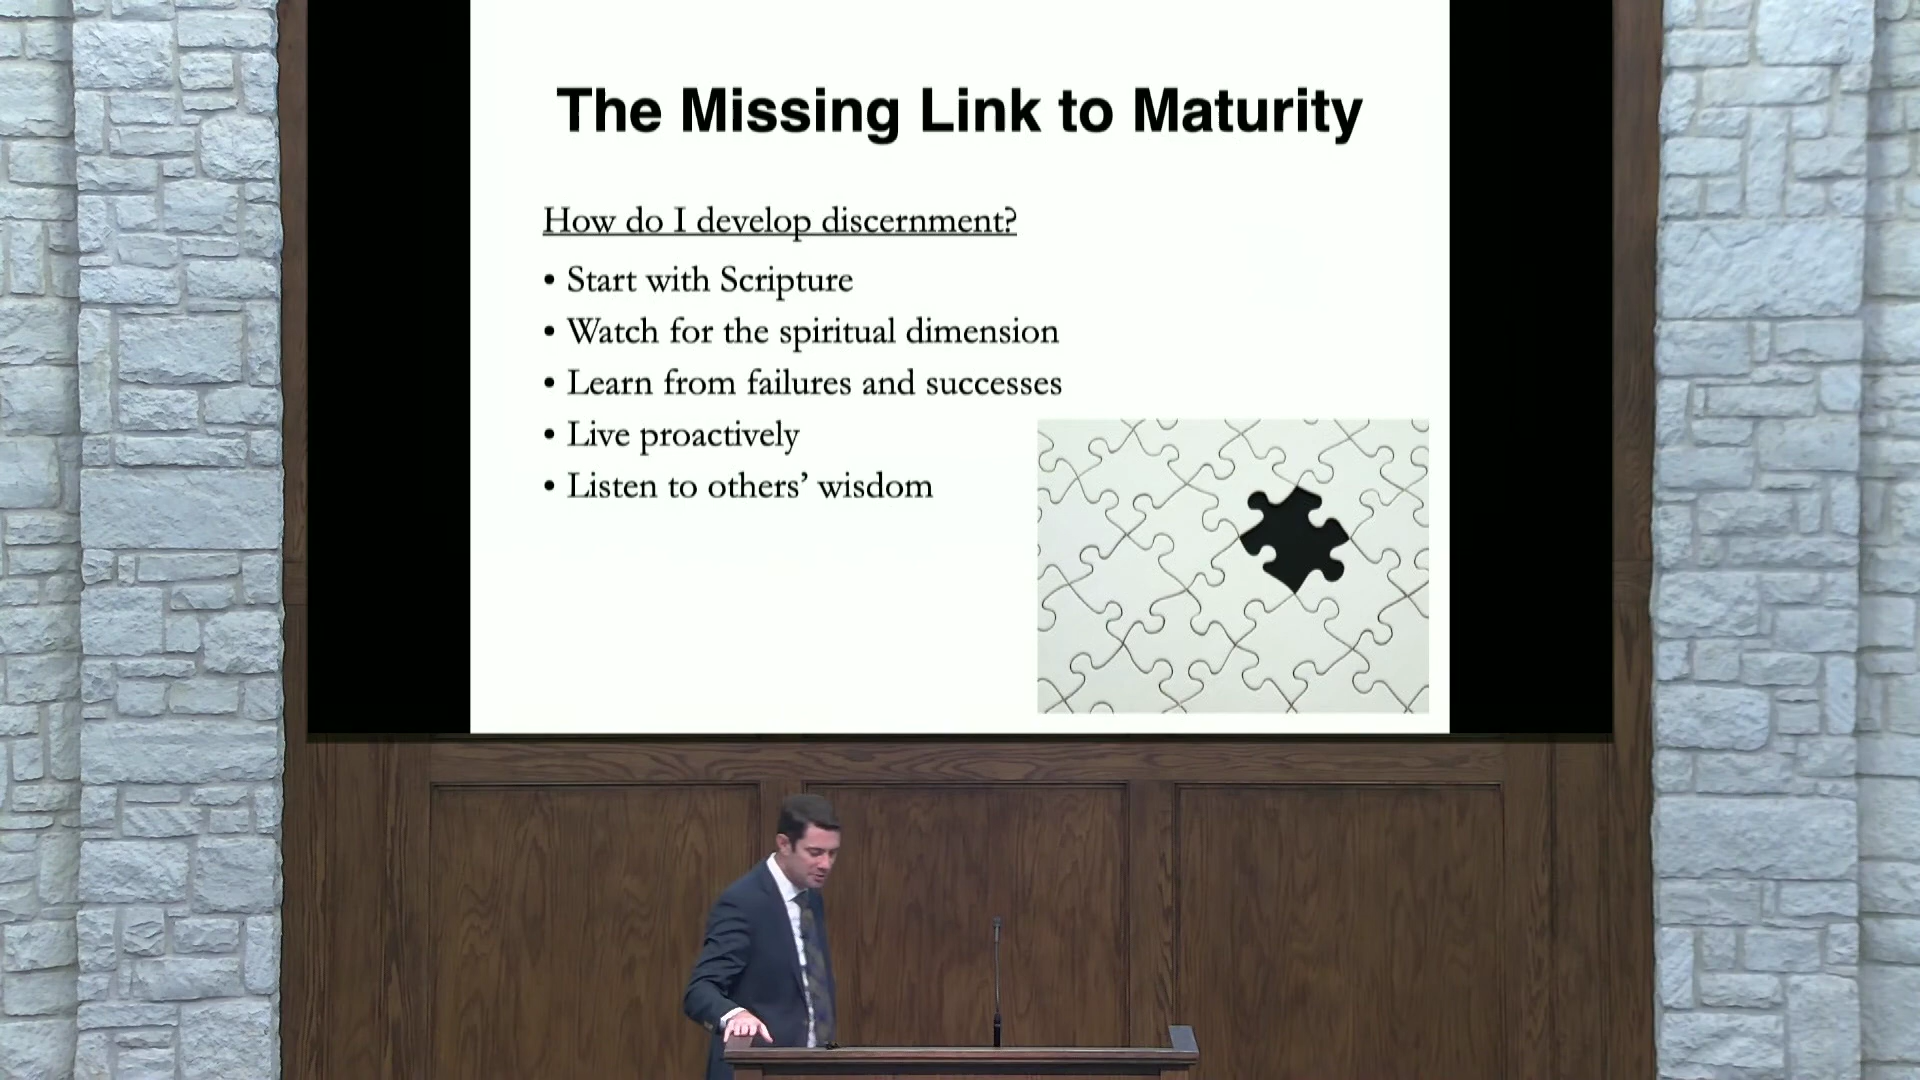 The Missing Link to Maturity
How do I develop discernment?
• Start with Scripture
• Watch for the spiritual dimension
• Learn from failures and successes
• Live proactively
• Listen to others’ wisdom